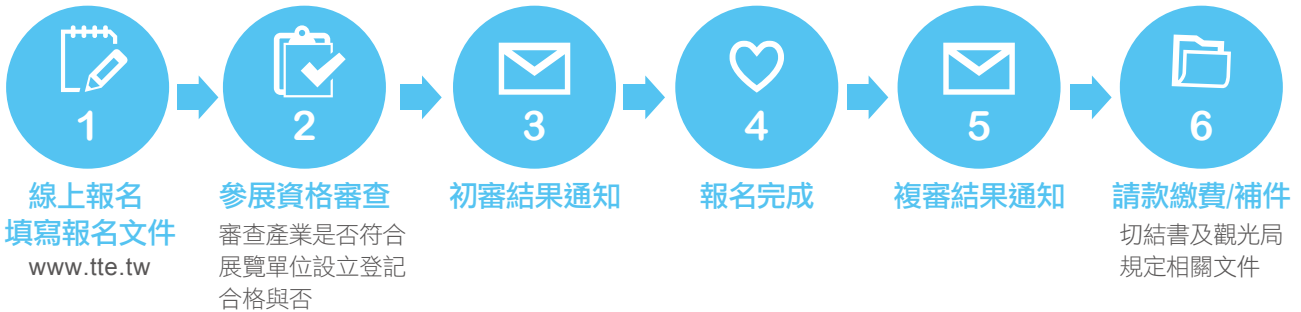 1
線上報名
填寫報名文件
www.tte.tw
2
參展資格審查
審查產業是否符合
展覽單位設立登記
合格與否
3
初審結果通知
4
報名完成
5
複審結果通知
6
請款繳費/補件
切結書及觀光局
規定相關文件